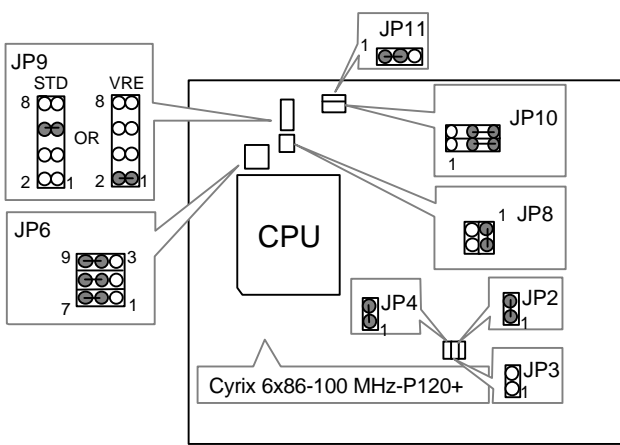 JP11
1
JP9
STD VRE
8 8
OR
2 1 2 1
JP10
1
JP6
9 3
7 1
1 JP8
CPU
JP4
1
JP2
1
JP3
1
Cyrix 6x86-100 MHz-P120+